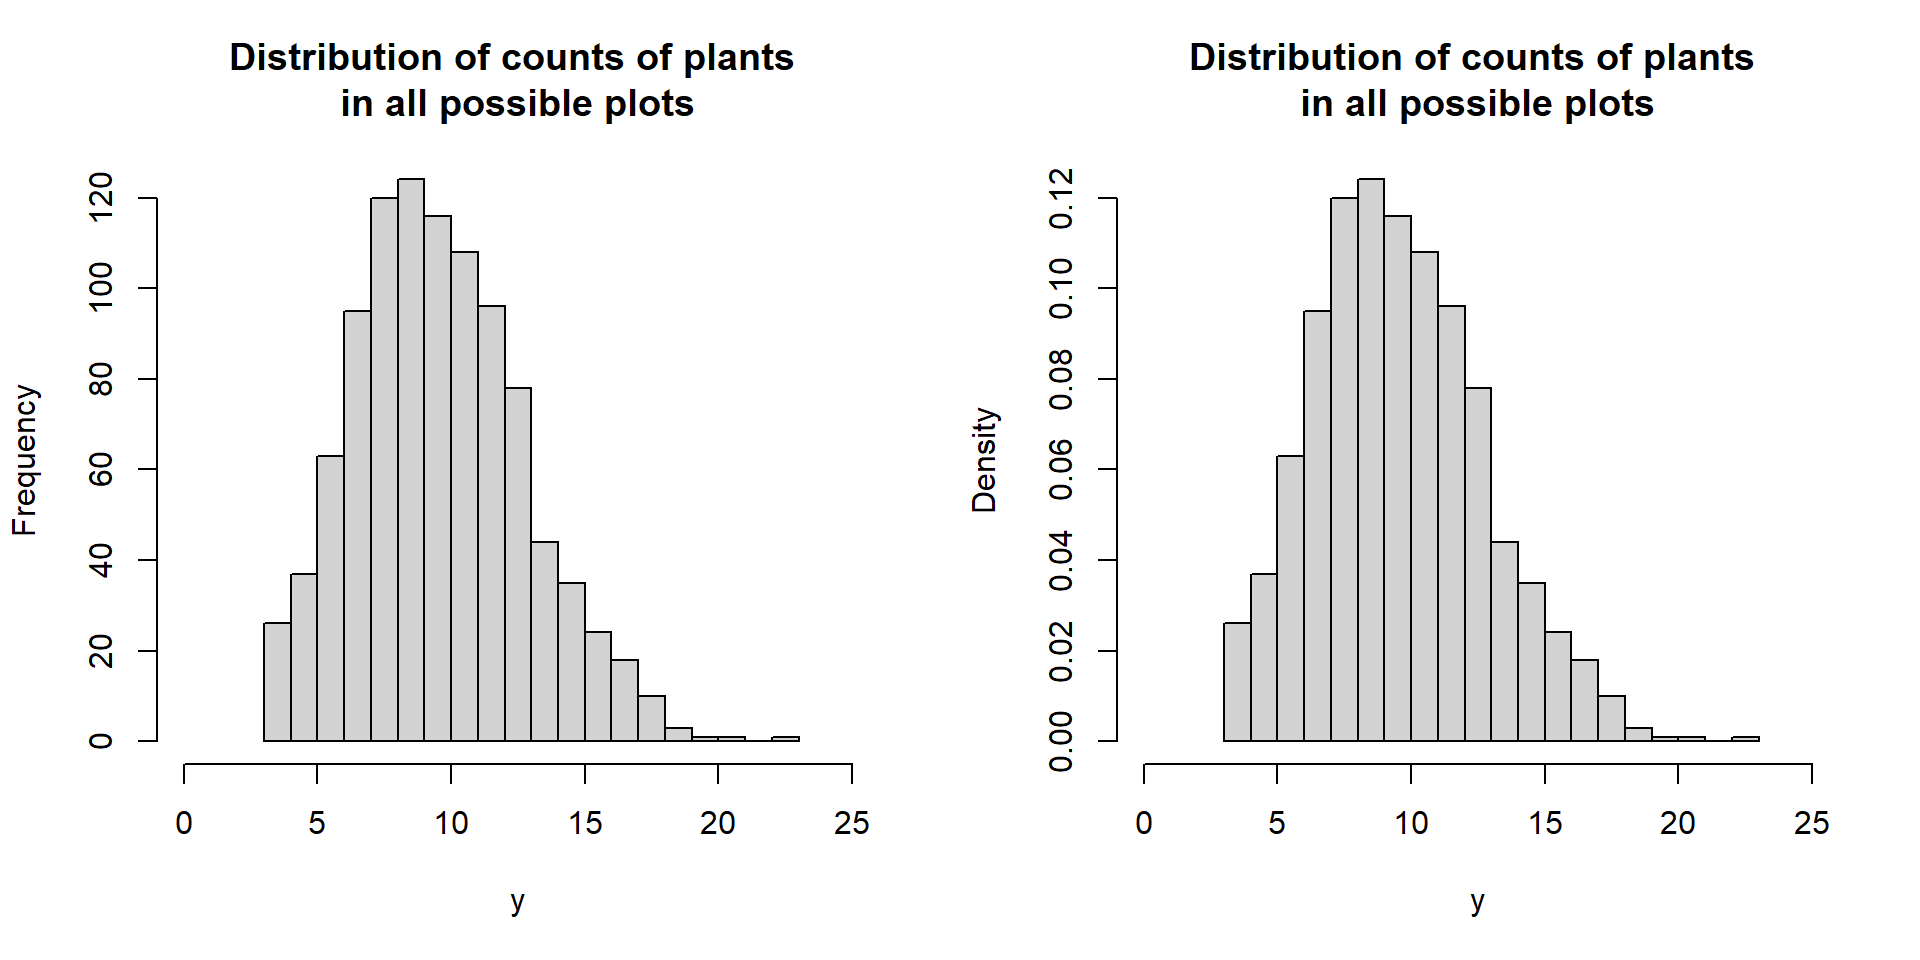 Distribution of counts of plants
in all possible plots
Frequency
120
100
80
60
40
20
0
0 5 10 15 20 25
y
Distribution of counts of plants
in all possible plots
Density
0.12
0.10
0.08
0.06
0.04
0.02
0.00
0 5 10 15 20 25
y